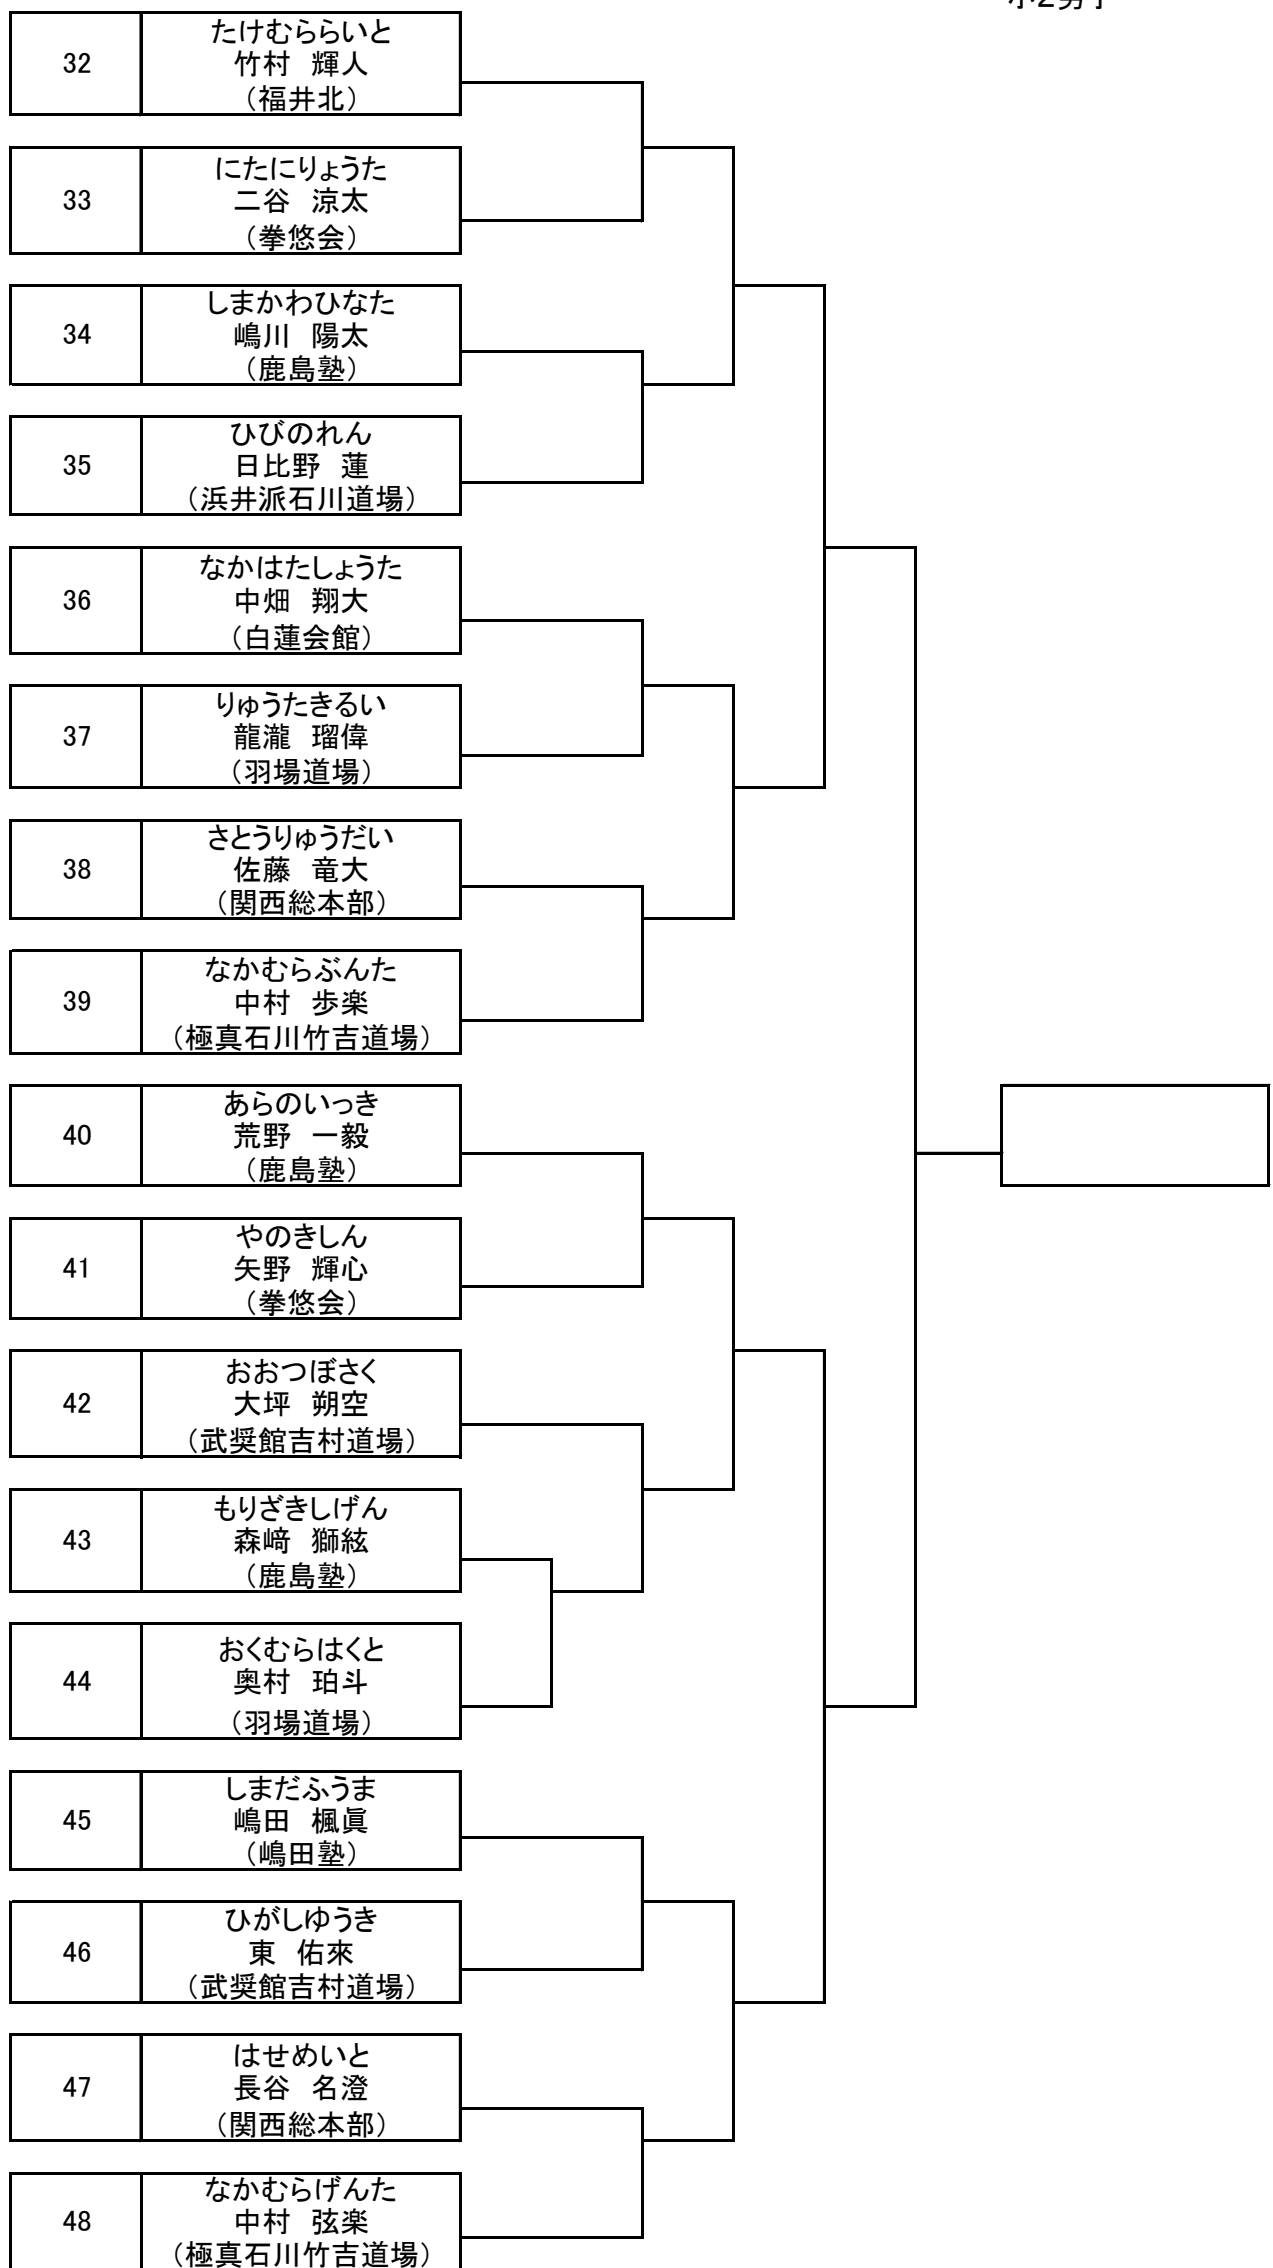 小2男子
32
たけむららいと
竹村 輝人
（福井北）
33
にたにりょうた
二谷 涼太
（拳悠会）
34
しまかわひなた
嶋川 陽太
（鹿島塾）
35
ひびのれん
日比野 蓮
（浜井派石川道場）
36
なかはたしょうた
中畑 翔大
（白蓮会館）
37
りゅうたきるい
龍瀧 瑠偉
（羽場道場）
38
さとうりゅうだい
佐藤 竜大
（関西総本部）
39
なかむらぶんた
中村 歩楽
（極真石川竹吉道場）
40
あらのいっき
荒野 一毅
（鹿島塾）
41
やのきしん
矢野 輝心
（拳悠会）
42
おおつぼさく
大坪 朔空
（武奨館吉村道場）
43
もりざきしげん
森﨑 獅絃
（鹿島塾）
44
おくむらはくと
奥村 珀斗
（羽場道場）
45
しまだふうま
嶋田 楓眞
（嶋田塾）
46
ひがしゆうき
東 佑來
（武奨館吉村道場）
47
はせめいと
長谷 名澄
（関西総本部）
48
なかむらげんた
中村 弦楽
（極真石川竹吉道場）